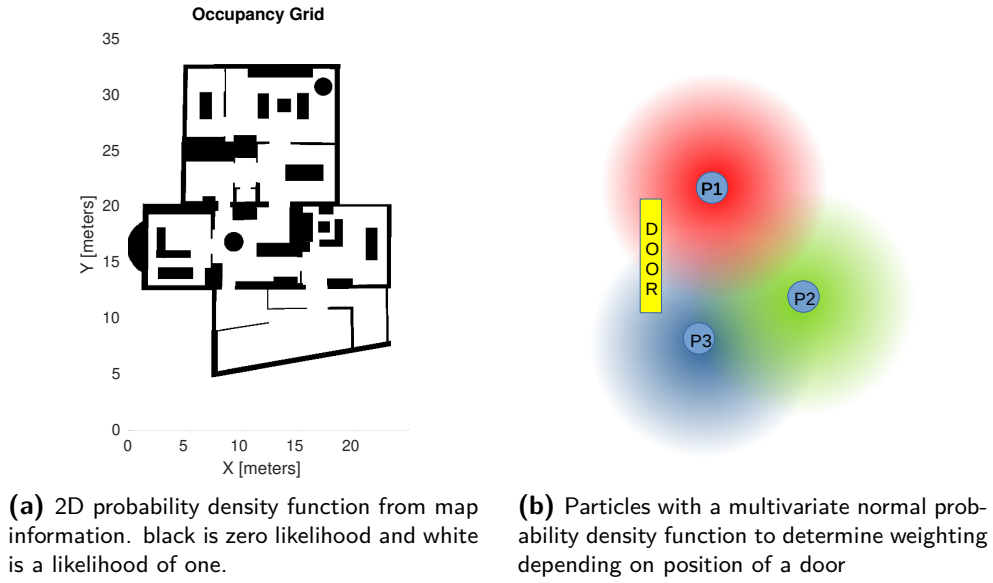 Occupancy Grid
35
30
25
20
15
10
5
0
Y [meters]
0 5 10 15 20
X [meters]
P1
D
O
O
R
P2
P3
(a) 2D probability density function from map
information. black is zero likelihood and white
is a likelihood of one.
(b) Particles with a multivariate normal prob-
ability density function to determine weighting
depending on position of a door